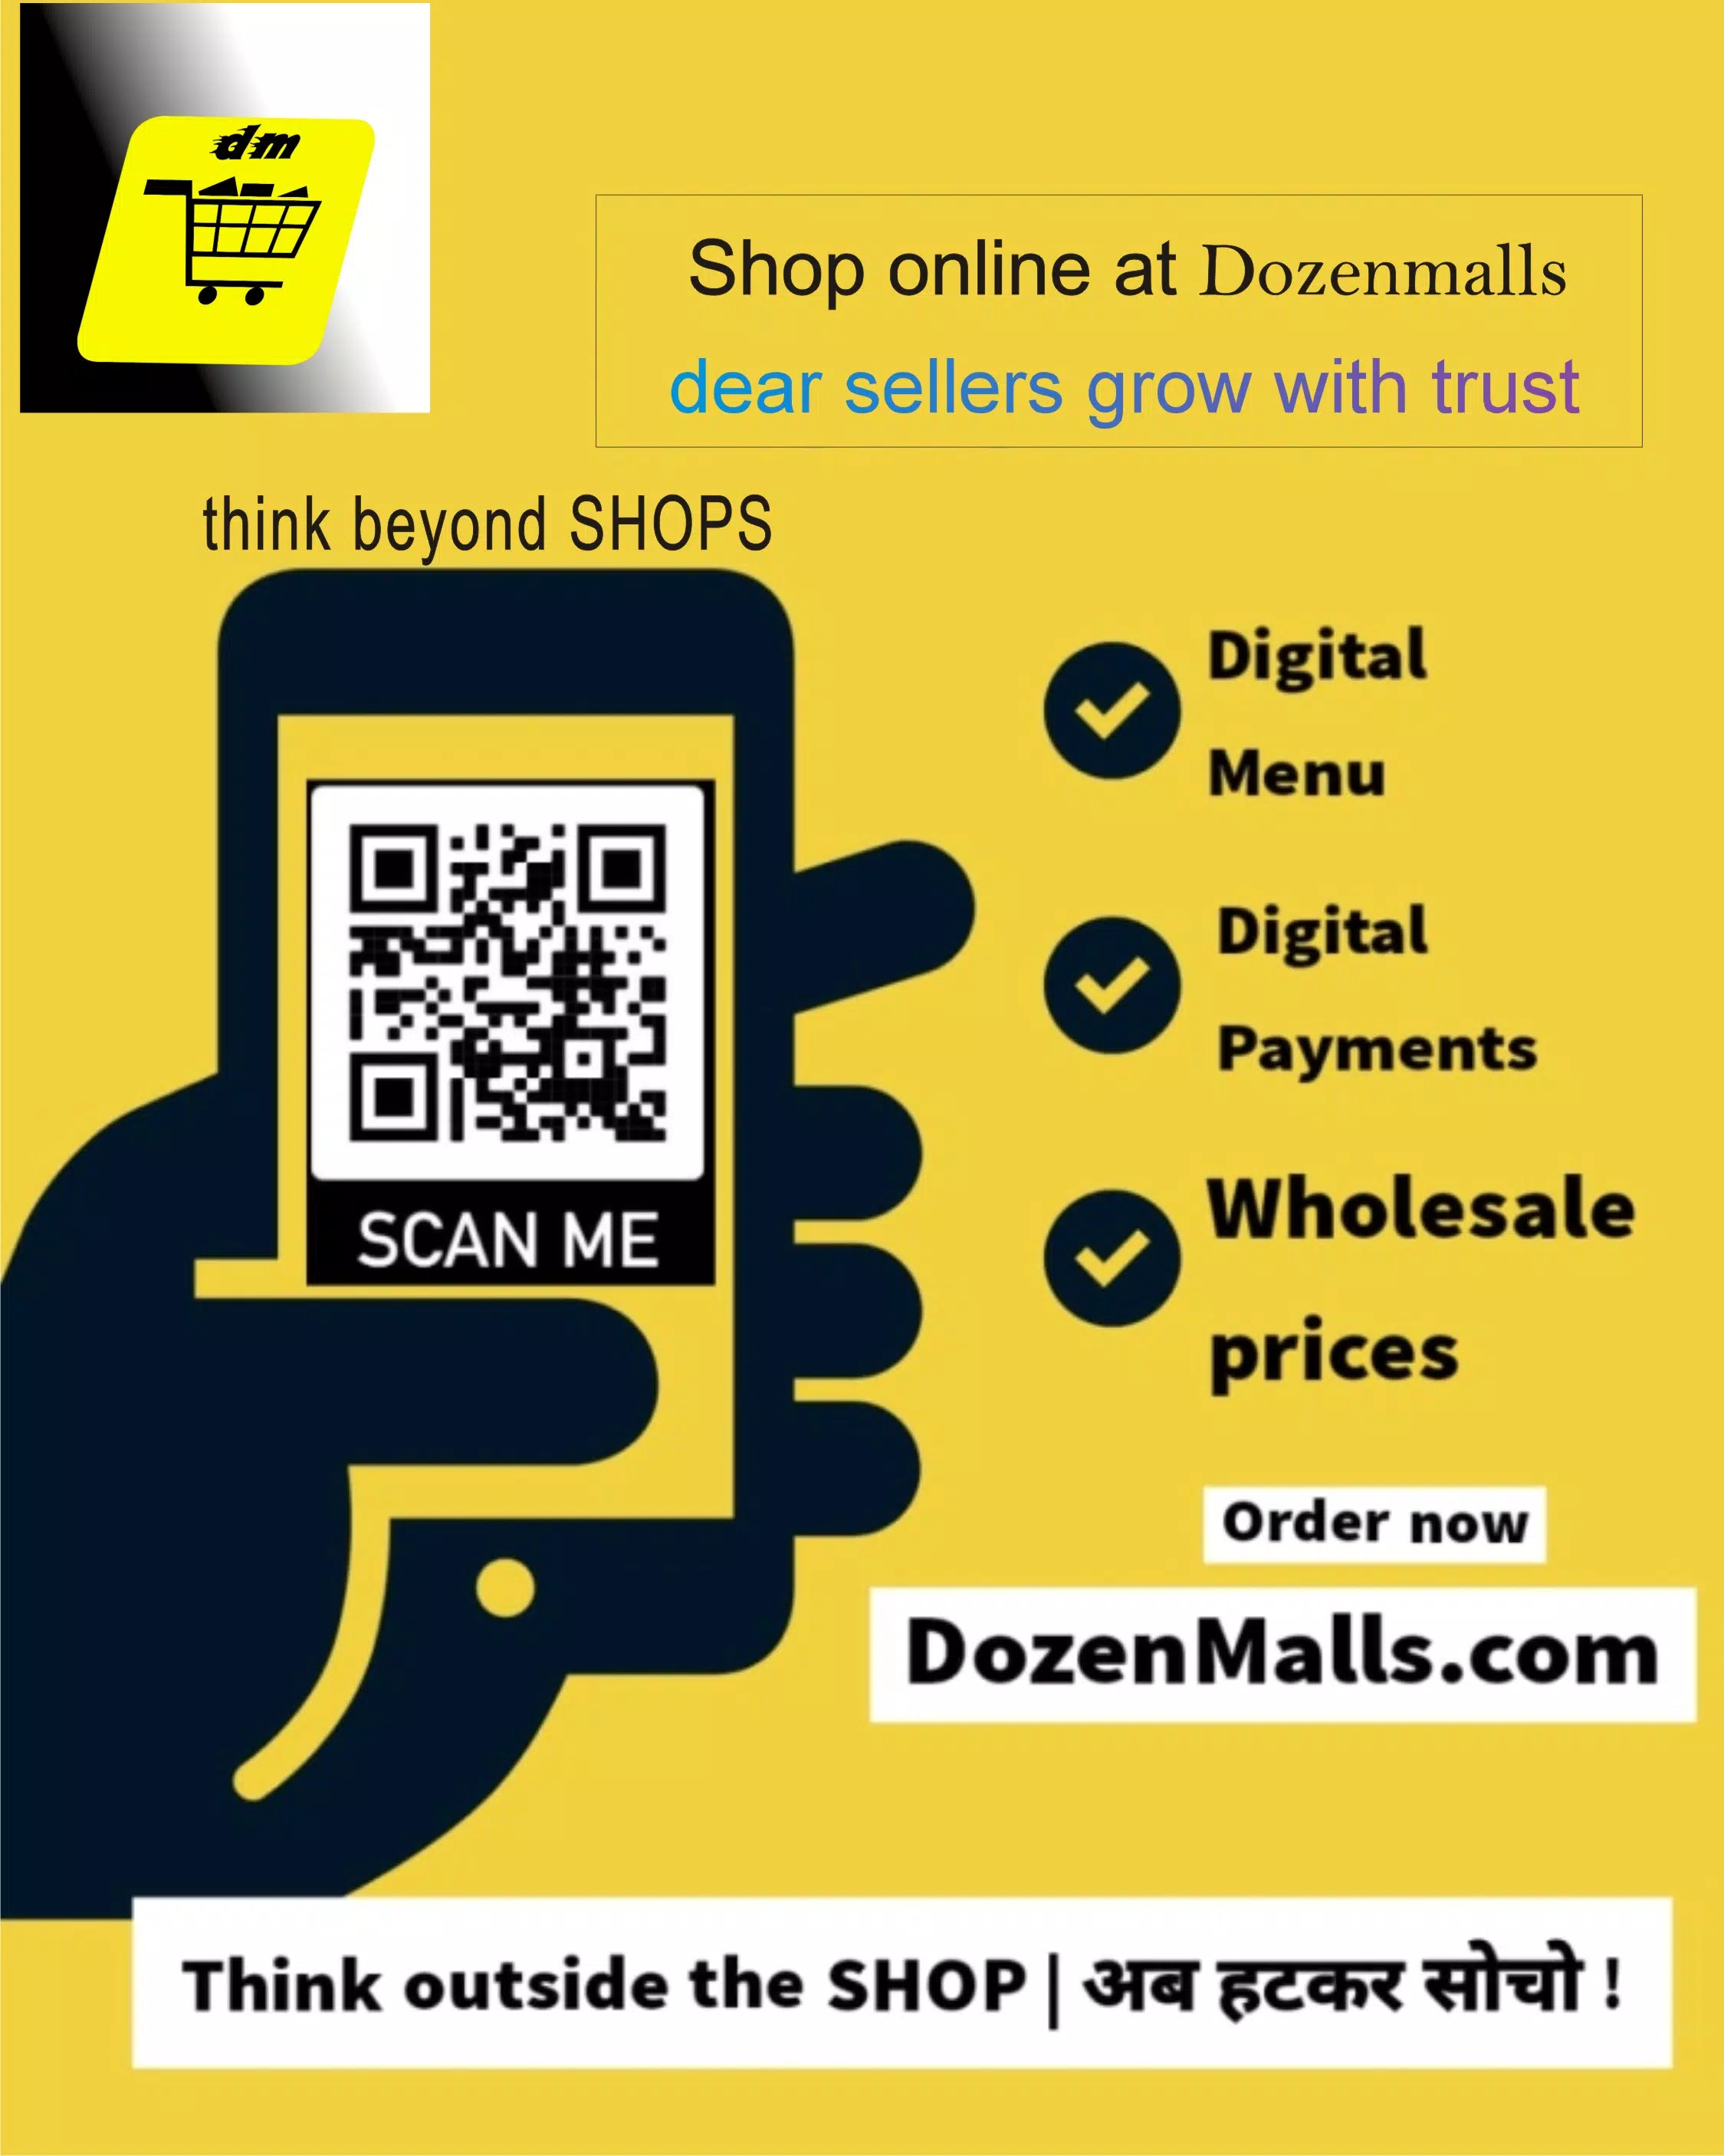 dm
Shop online at Dozenmalls
dear sellers grow with trust
think beyond SHOPS
Digital
Menu
Digital
Payments
Wholesale
prices
SCAN ME
Order now
DozenMalls.com
Think outside the SHOP | अब हटकर सोचो !